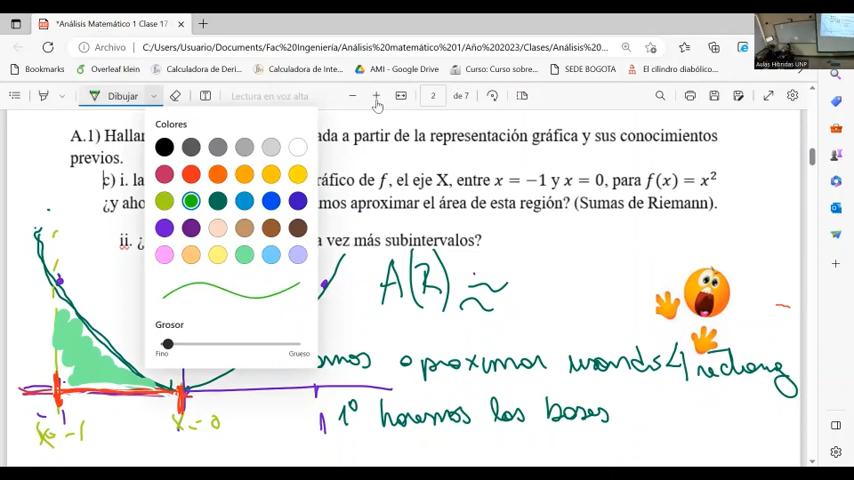 *Análisis Matemático 1 Clase 17
Archivo
C:/Users/Usuario/Documents/Fac%20Ingeniería/Análisis%20matemático%201/Año%202023/Clases/Análisis%20...
Aulas Híbridas UNP
Bookmarks
Overleaf klein
Calculadora de Deri...
Calculadora de Inte...
AMI - Google Drive
Curso: Curso sobre...
SEDE BOGOTA
El cilindro diabólico...
Dibujar
Lectura en voz alta
2 de 7
Colores
A.1) Hallar
ada a partir de la representación gráfica y sus conocimientos
previos.
c) i. la
gráfico de f, el eje X, entre x = −1 y x = 0, para f(x) = x²
¿y ahor
mos aproximar el área de esta región? (Sumas de Riemann).
ii. ¿
a vez más subintervalos?
A(R) ≈
Grosor
Fino
Grueso
mos aproximar usando 4 rectang
1º haremos las bases
x=-1
x=0
1